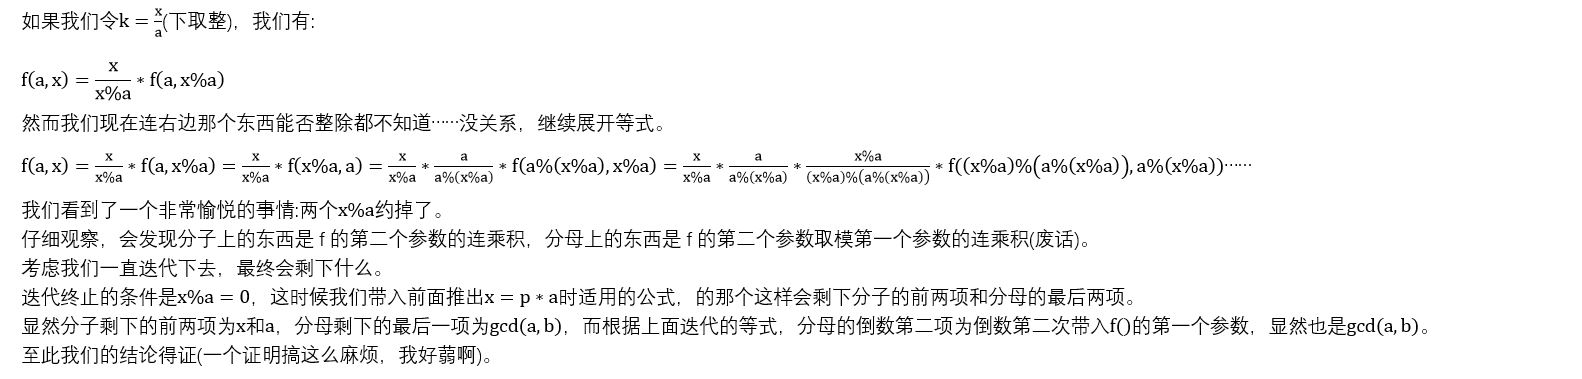 如果我们令k = x/a(下取整)，我们有:
f(a, x) = x/(x%a) * f(a, x%a)
然而我们现在连右边那个东西能否整除都不知道……没关系，继续展开等式。
f(a, x) = x/(x%a) * f(a, x%a) = x/(x%a) * f(x%a, a) = x/(x%a) * a/(a%(x%a)) * f(a%(x%a), x%a) = x/(x%a) * a/(a%(x%a)) * (x%a)/((x%a)%(a%(x%a))) * f((x%a)%(a%(x%a)), a%(x%a))……
我们看到了一个非常愉悦的事情:两个x%a约掉了。
仔细观察，会发现分子上的东西是 f 的第二个参数的连乘积，分母上的东西是 f 的第二个参数取模第一个参数的连乘积(废话)。
考虑我们一直迭代下去，最终会剩下什么。
迭代终止的条件是x%a = 0，这时候我们带入前面推出x = p * a时适用的公式，的那个这样会剩下分子的前两项和分母的最后两项。
显然分子剩下的前两项为x和a，分母剩下的最后一项为gcd(a, b)，而根据上面迭代的等式，分母的倒数第二项为倒数第二次带入f()的第一个参数，显然也是gcd(a, b)。
至此我们的结论得证(一个证明搞这么麻烦，我好蒻啊)。